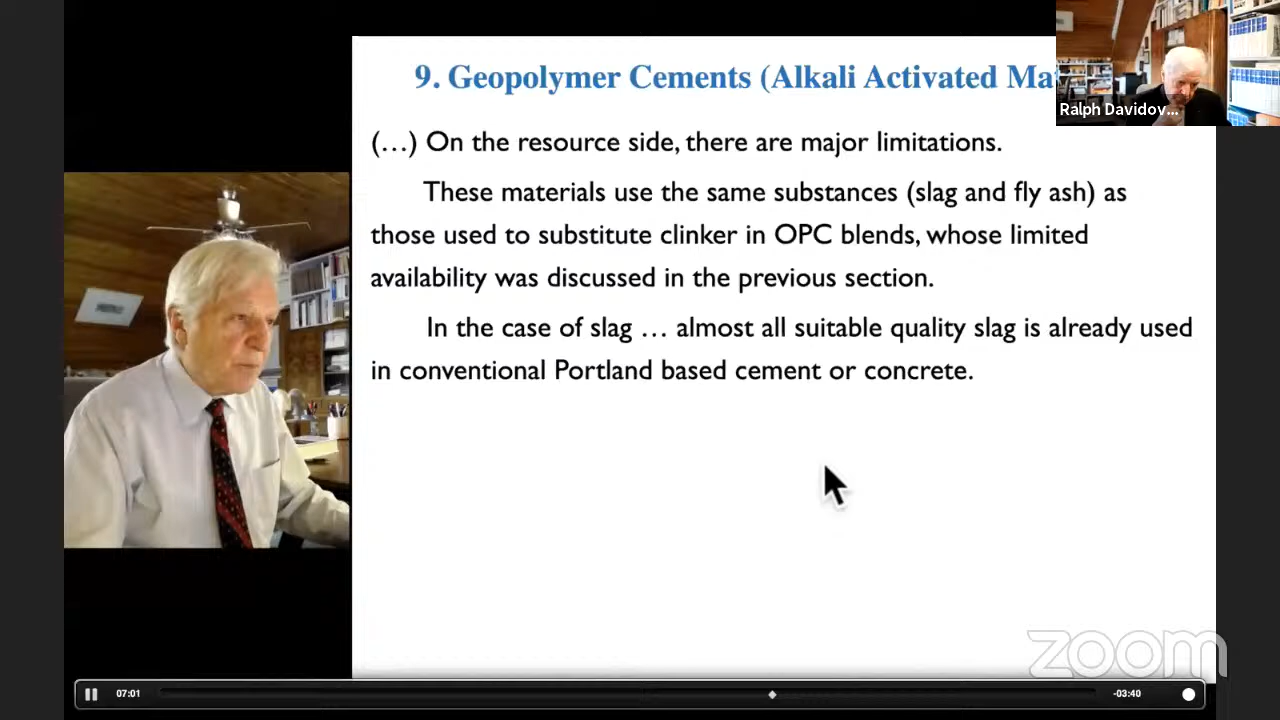 9. Geopolymer Cements (Alkali Activated Ma
Ralph Davidov...
(…) On the resource side, there are major limitations.
These materials use the same substances (slag and fly ash) as
those used to substitute clinker in OPC blends, whose limited
availability was discussed in the previous section.
In the case of slag … almost all suitable quality slag is already used
in conventional Portland based cement or concrete.
zoom
07:01
-03:40